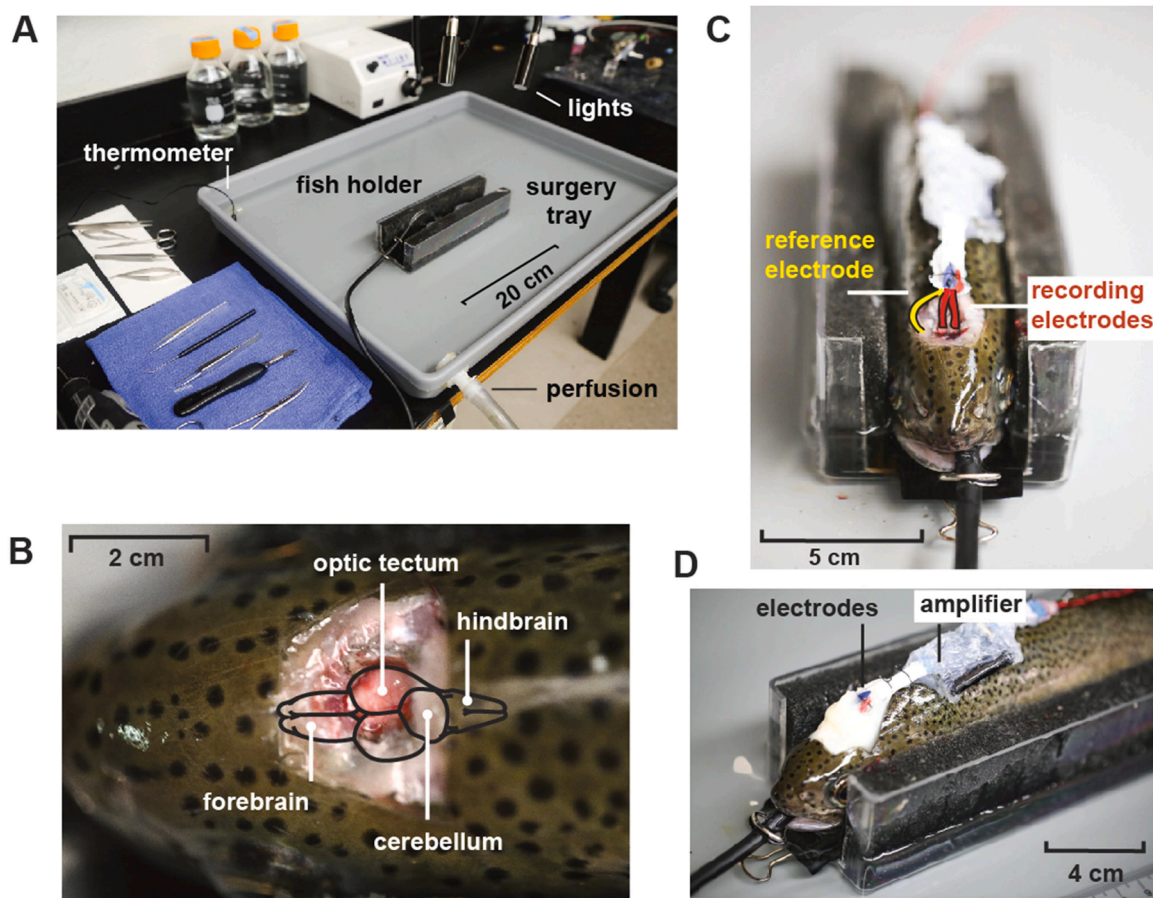 A
lights
thermometer
fish holder
surgery
tray
20 cm
perfusion
B
2 cm
optic tectum
hindbrain
forebrain
cerebellum
C
reference
electrode
recording
electrodes
5 cm
D
electrodes
amplifier
4 cm